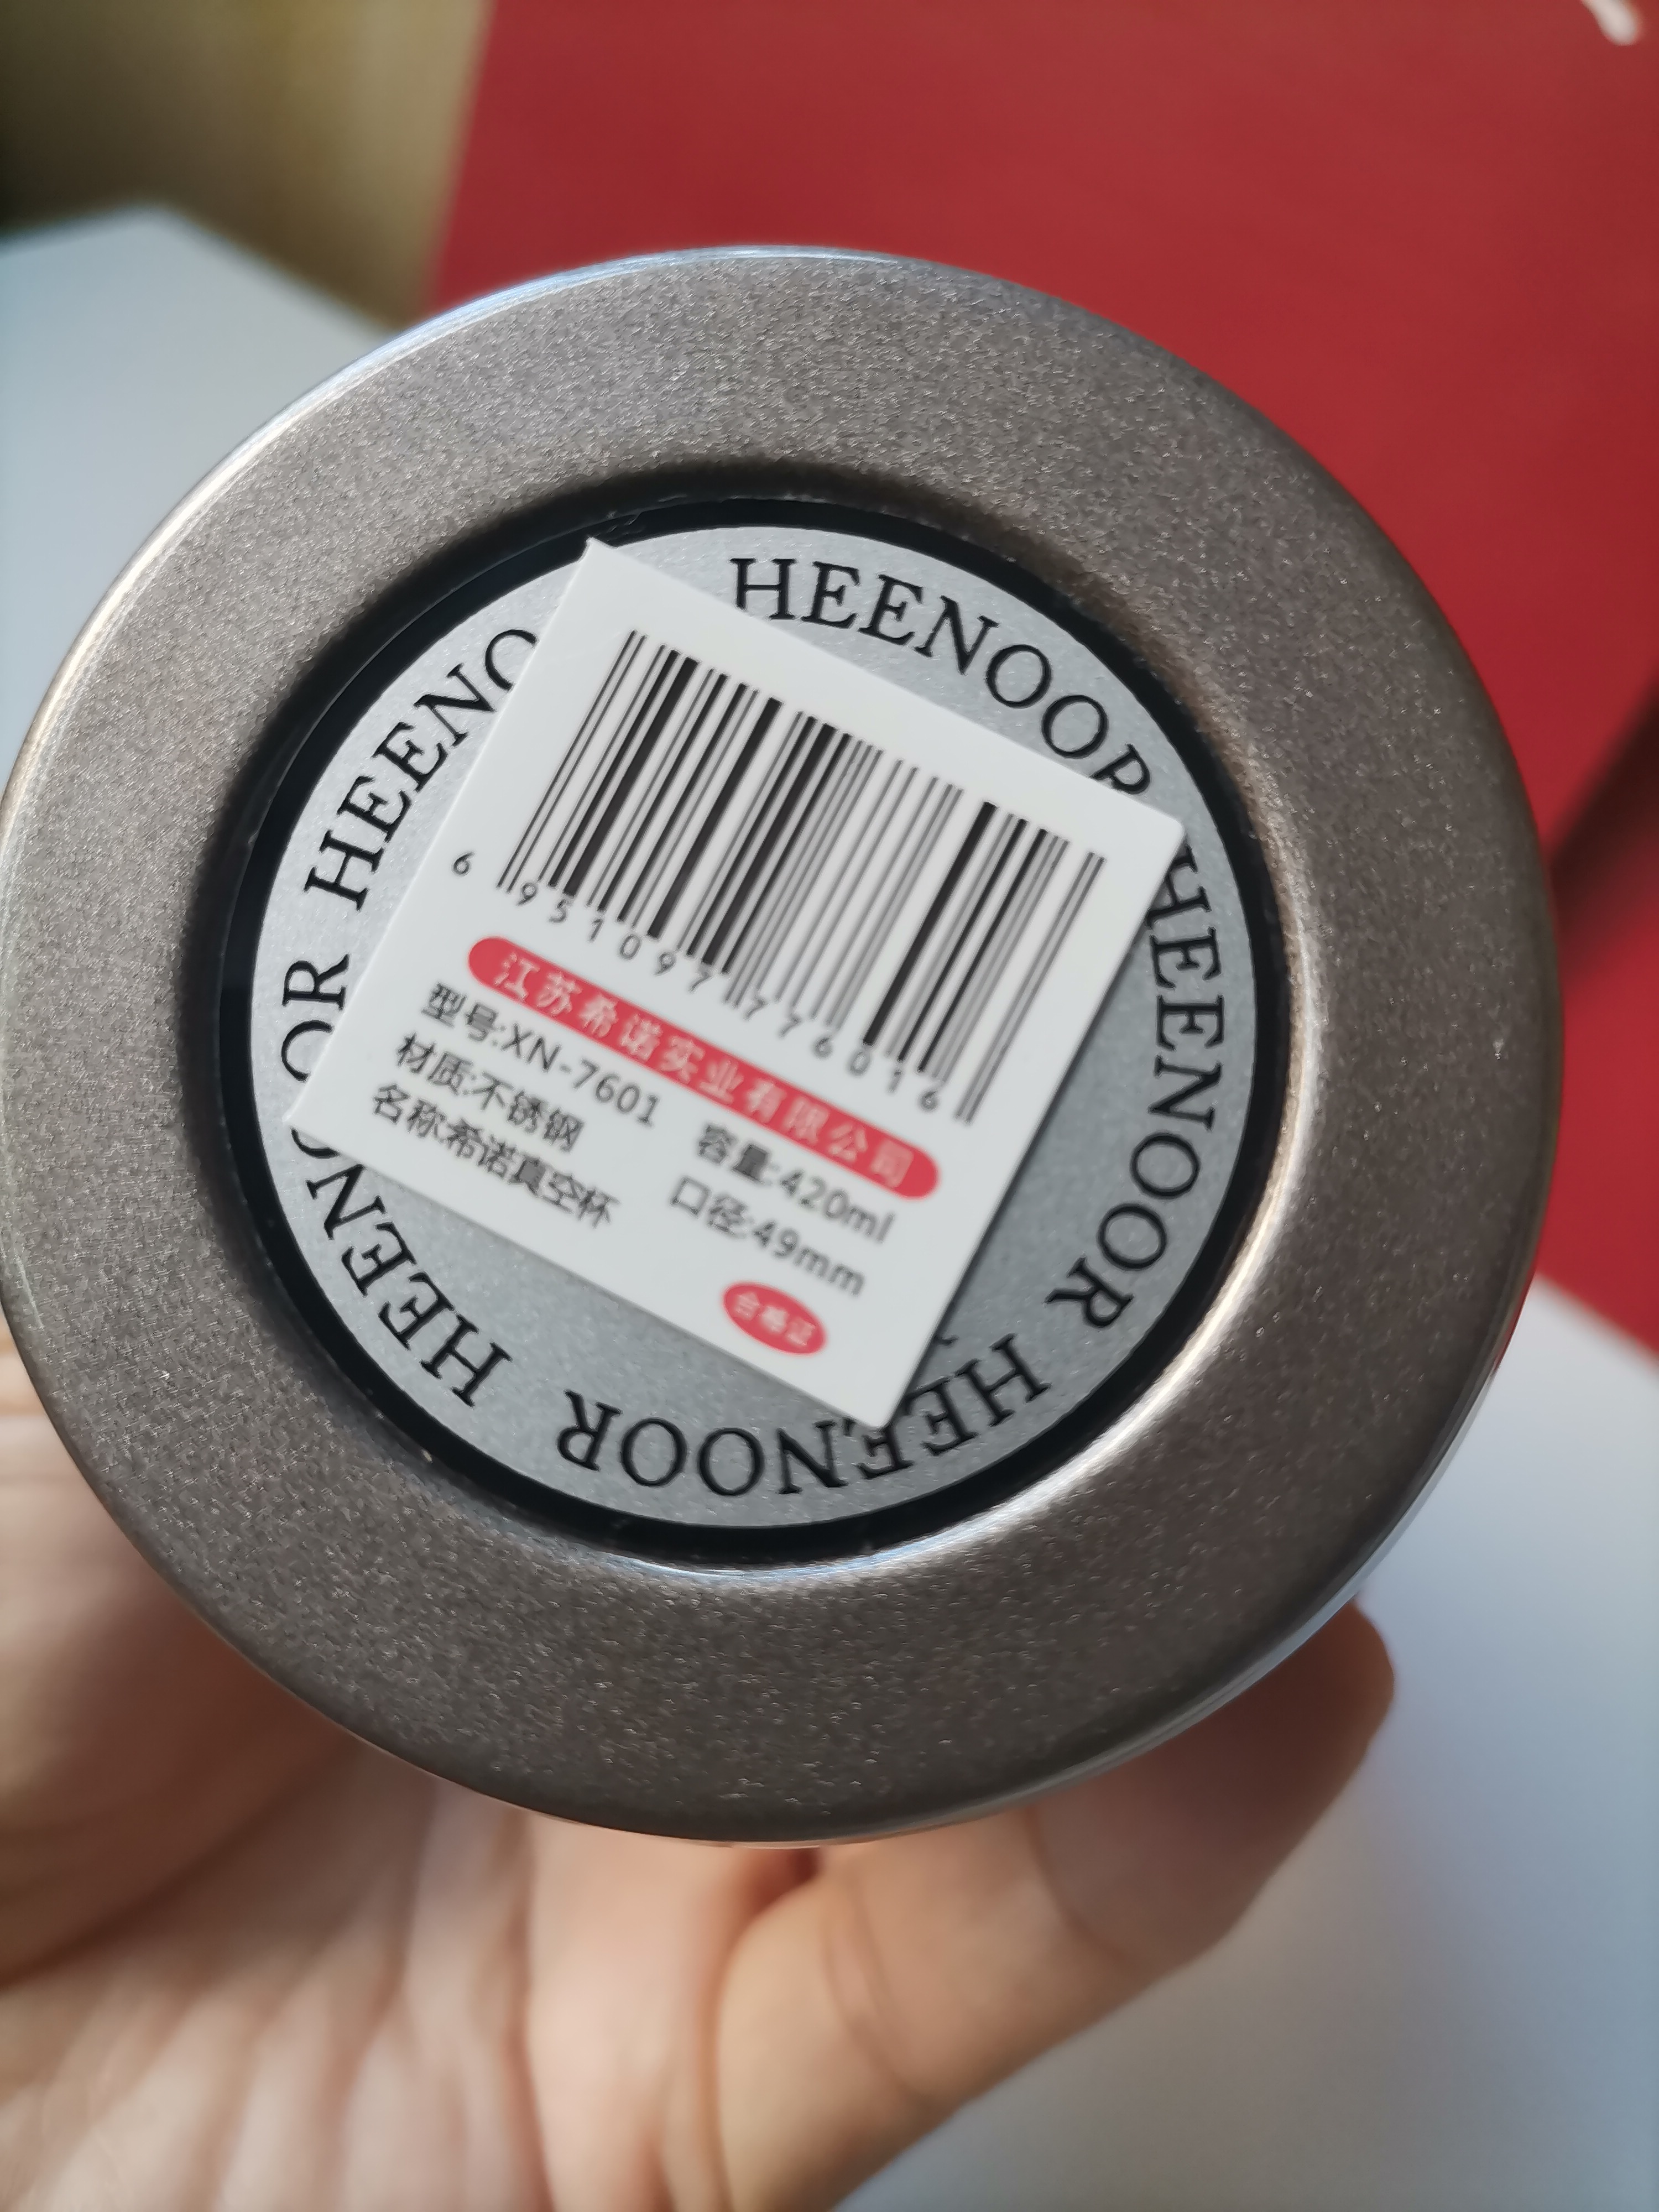 HEENOOR
HEENOOR
HEENOOR
HEENOOR
HEENO
6 951097 776016
江苏希诺实业有限公司
型号:XN-7601 容量:420ml
材质:不锈钢 口径:49mm
名称:希诺真空杯
合格证